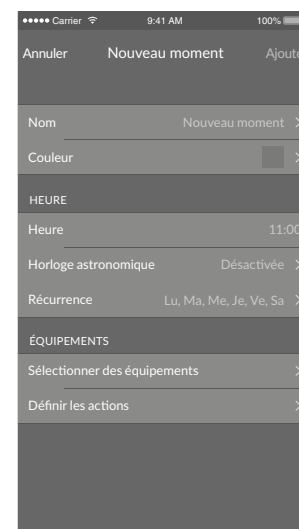 Carrier 9:41 AM 100%
Annuler Nouveau moment Ajoute
Nom Nouveau moment
Couleur
HEURE
Heure 11:00
Horloge astronomique Désactivée
Récurrence Lu, Ma, Me, Je, Ve, Sa
ÉQUIPEMENTS
Sélectionner des équipements
Définir les actions